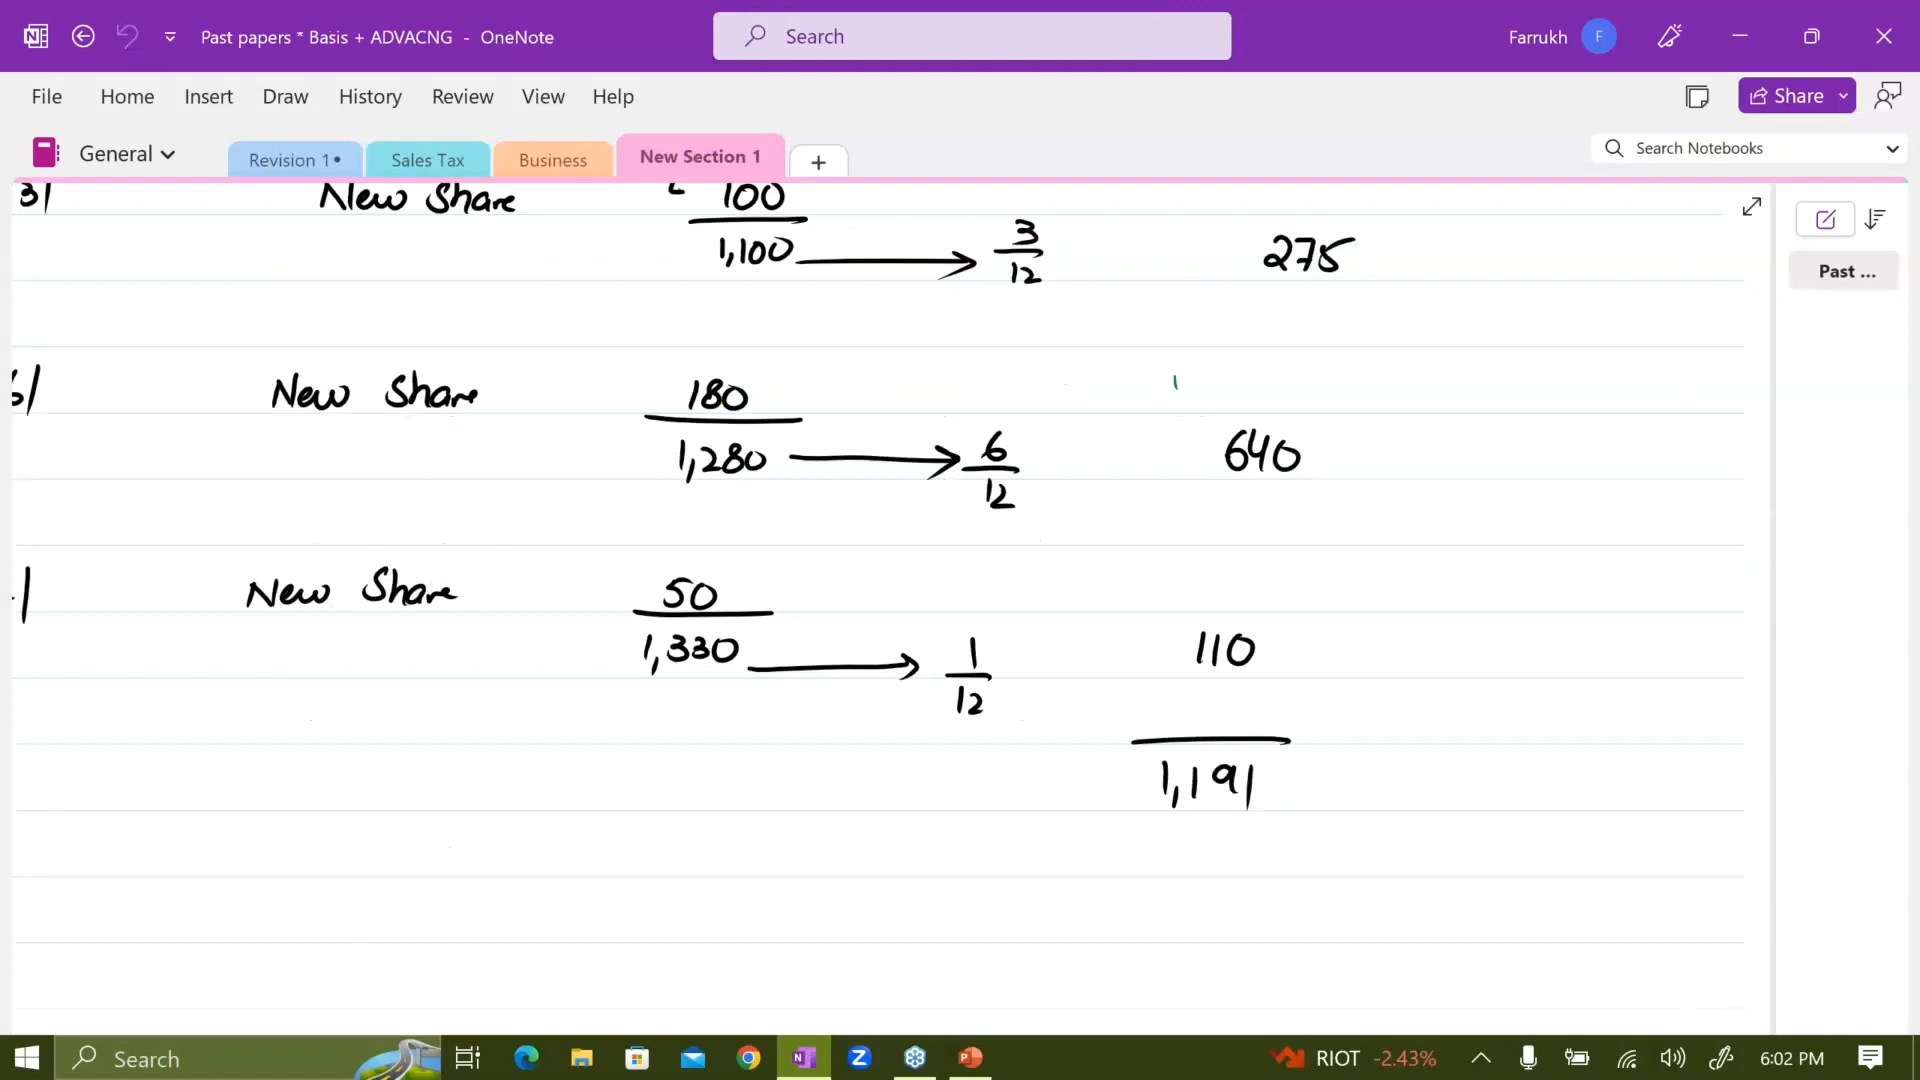 Past papers * Basis + ADVACNG - OneNote
Search
Farrukh
F
File Home Insert Draw History Review View Help
Share
General
Revision 1•
Sales Tax
Business
New Section 1
+
Search Notebooks
Past ...
3| New Share 100
1,100 → 3/12 275
6| New Share 180
1,280 → 6/12 640
New Share 50
1,330 → 1/12 110
1,191
Search
RIOT -2.43%
6:02 PM